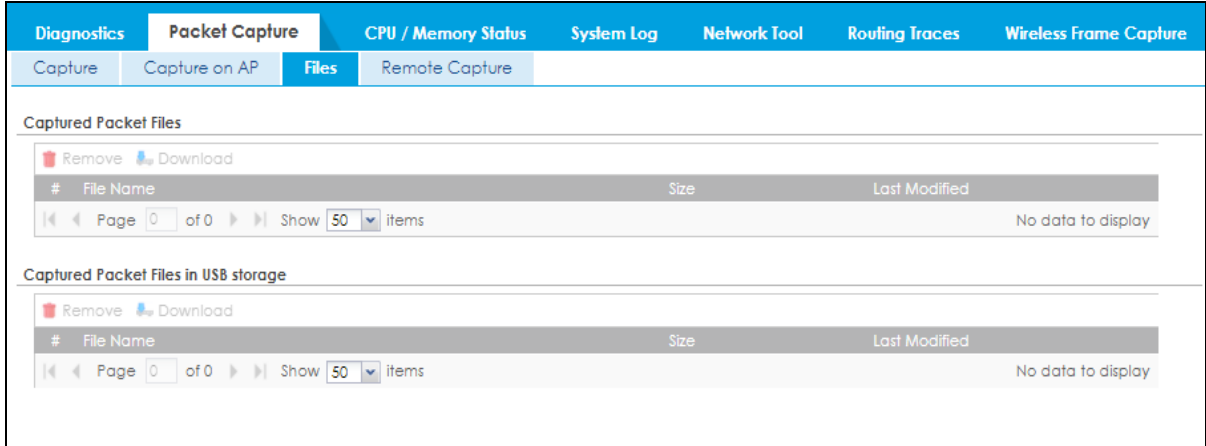 Diagnostics Packet Capture CPU / Memory Status System Log Network Tool Routing Traces Wireless Frame Capture
Capture Capture on AP Files Remote Capture
Captured Packet Files
Remove Download
# File Name Size Last Modified
Page 0 of 0 Show 50 items No data to display
Captured Packet Files in USB storage
Remove Download
# File Name Size Last Modified
Page 0 of 0 Show 50 items No data to display